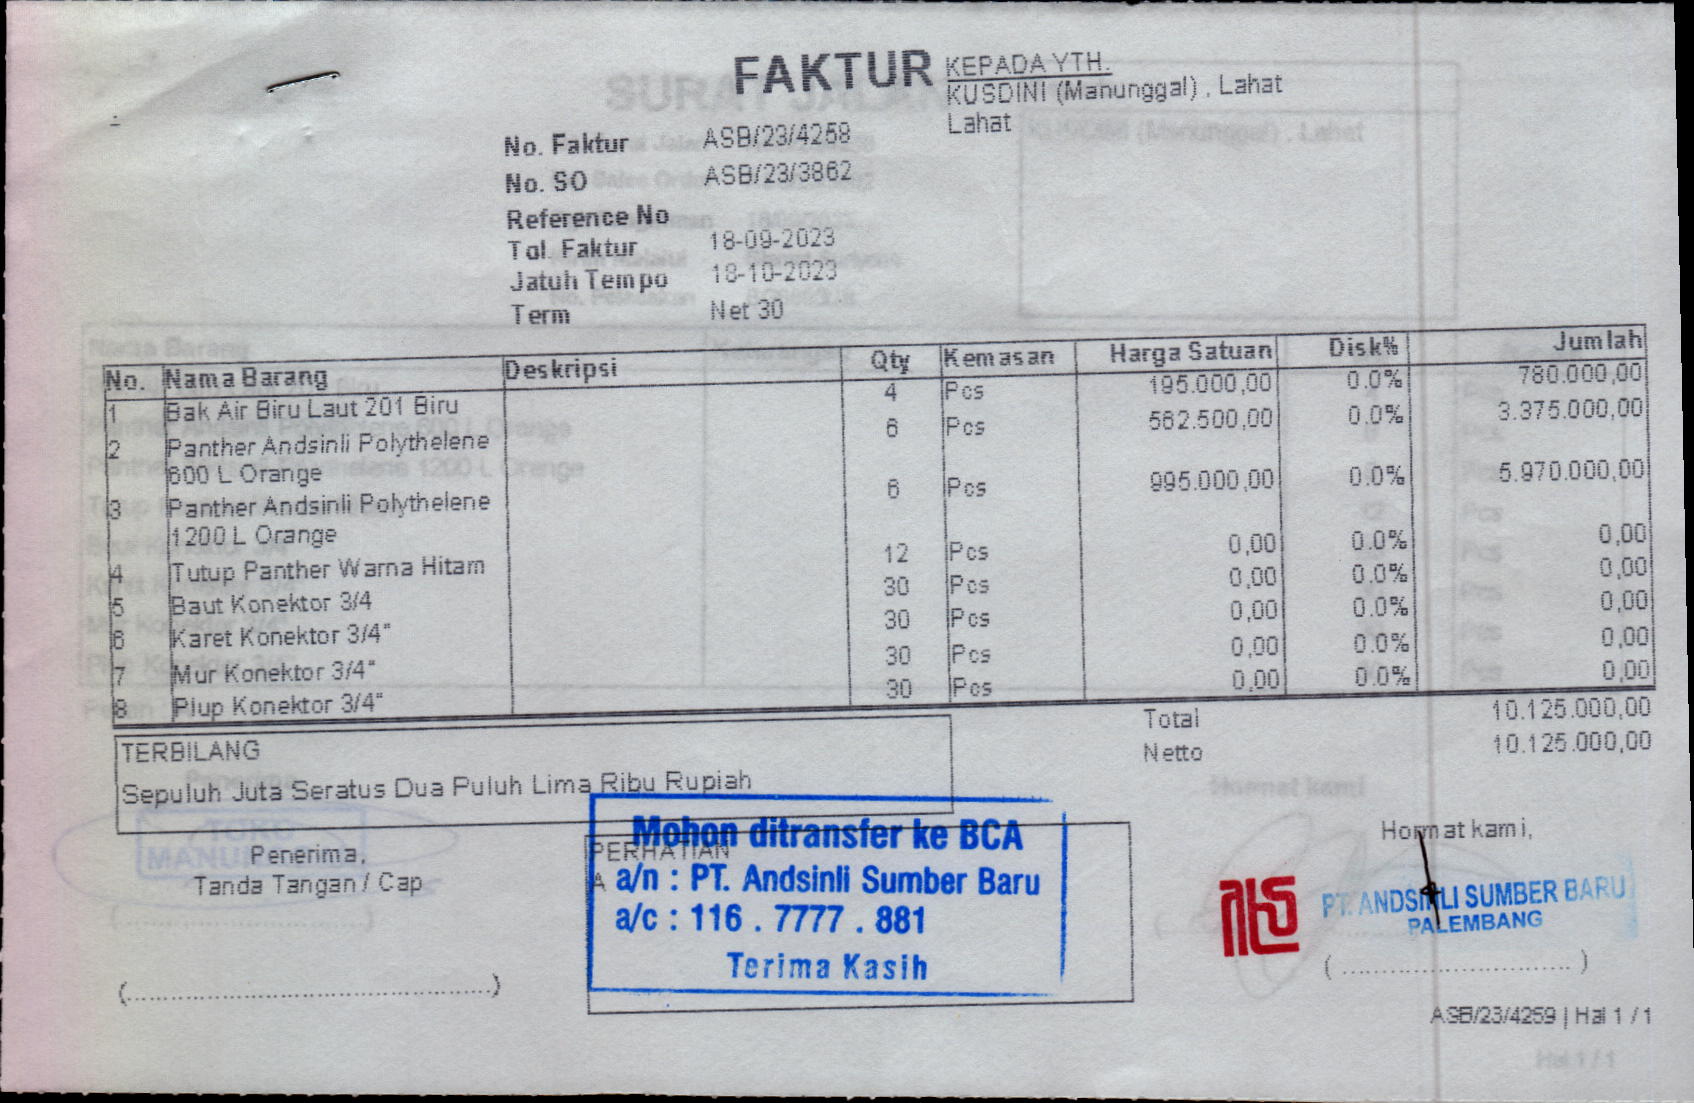 FAKTUR
KEPADA YTH.
KUSDINI (Manunggal) , Lahat
Lahat
No. Faktur ASB/23/4259
No. SO ASB/23/3862
Reference No
Tgl. Faktur 18-09-2023
Jatuh Tempo 18-10-2023
Term Net 30
No. Nama Barang Deskripsi Qty Kemasan Harga Satuan Disk% Jumlah
1 Bak Air Biru Laut 201 Biru 4 Pcs 195.000,00 0.0% 780.000,00
2 Panther Andsinli Polythelene 6 Pcs 562.500,00 0.0% 3.375.000,00
600 L Orange
3 Panther Andsinli Polythelene 6 Pcs 995.000,00 0.0% 5.970.000,00
1200 L Orange
4 Tutup Panther Warna Hitam 12 Pcs 0,00 0.0% 0,00
5 Baut Konektor 3/4 30 Pcs 0,00 0.0% 0,00
6 Karet Konektor 3/4" 30 Pcs 0,00 0.0% 0,00
7 Mur Konektor 3/4" 30 Pcs 0,00 0.0% 0,00
8 Plup Konektor 3/4" 30 Pcs 0,00 0.0% 0,00
Total 10.125.000,00
Netto 10.125.000,00
TERBILANG
Sepuluh Juta Seratus Dua Puluh Lima Ribu Rupiah
Penerima,
Tanda Tangan / Cap
(..............................................)
PERHATIAN
A
Mohon ditransfer ke BCA
a/n : PT. Andsinli Sumber Baru
a/c : 116 . 7777 . 881
Terima Kasih
Hormat kami,
PT. ANDSINLI SUMBER BARU
PALEMBANG
( ............................. )
ASB/23/4259 | Hal 1 / 1